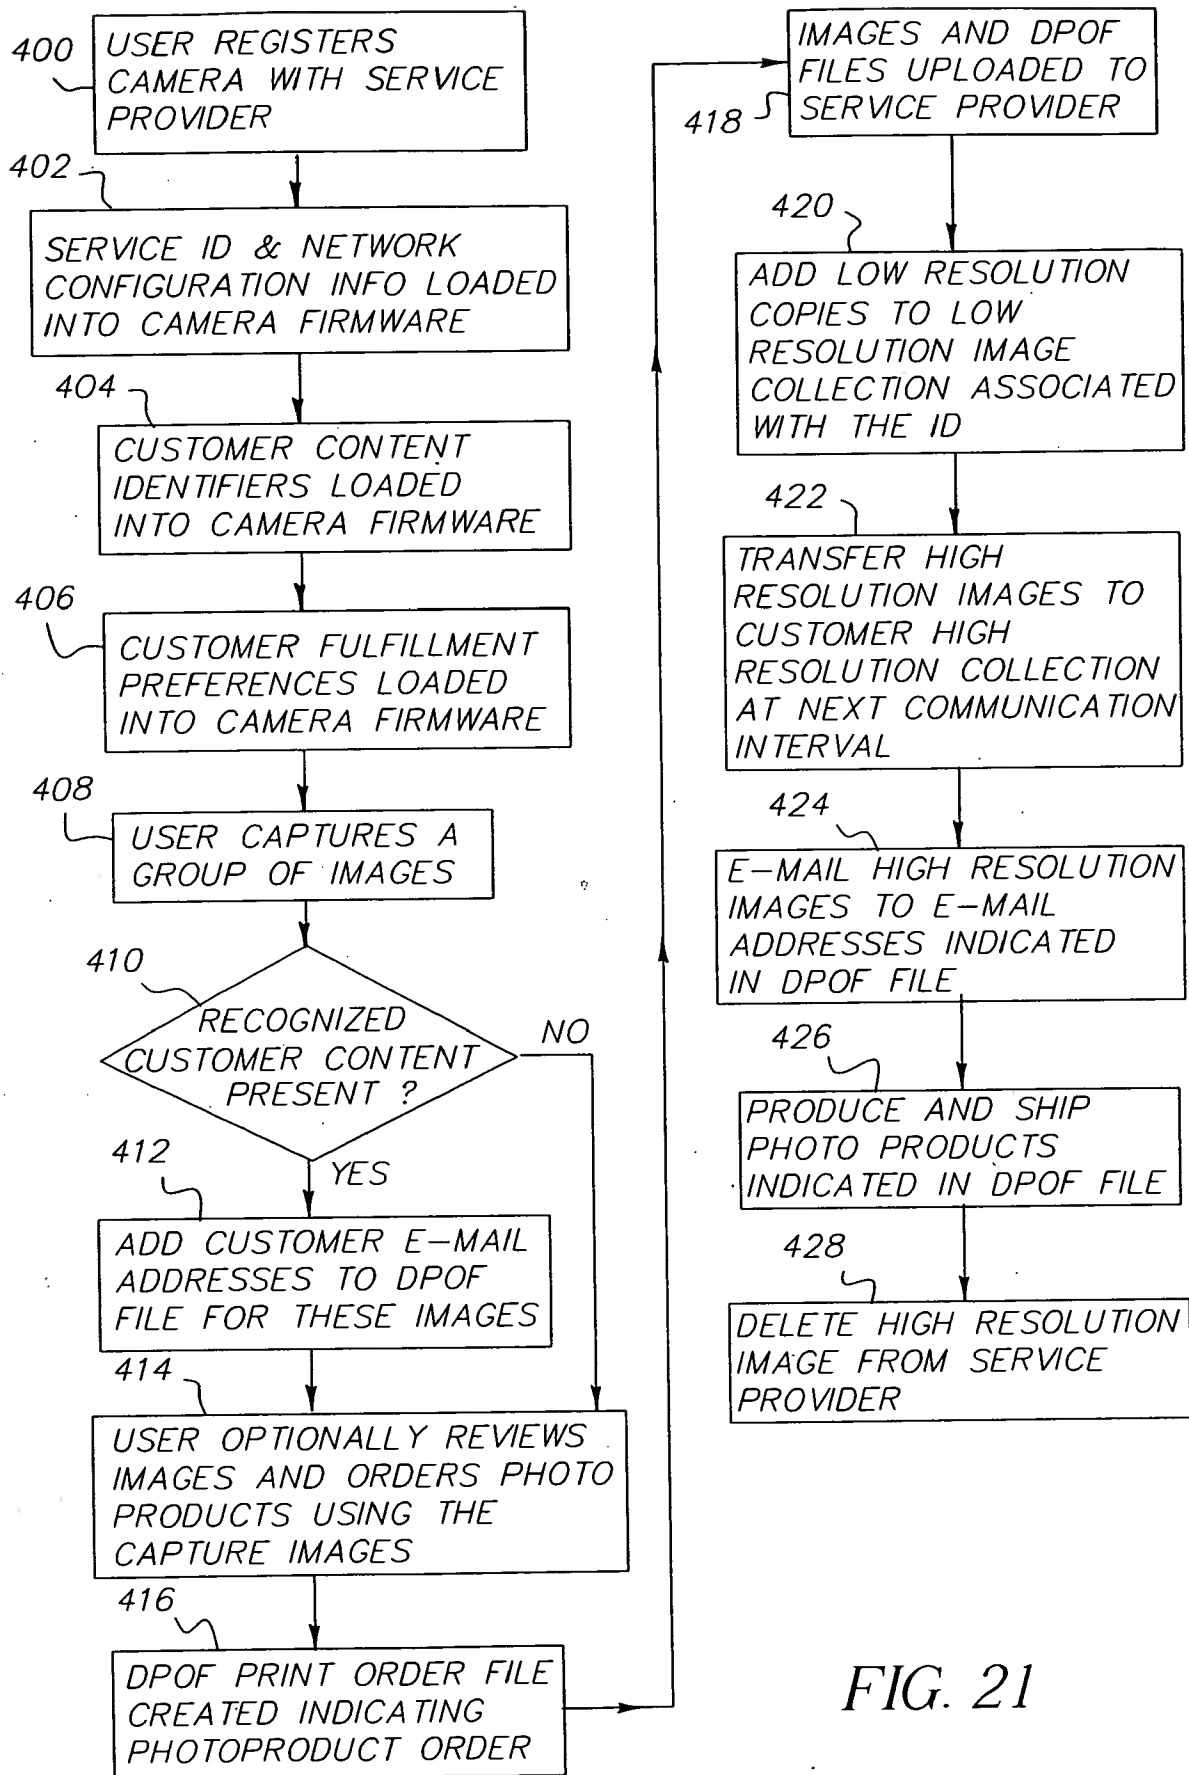 400
USER REGISTERS
CAMERA WITH SERVICE
PROVIDER
402
SERVICE ID & NETWORK
CONFIGURATION INFO LOADED
INTO CAMERA FIRMWARE
404
CUSTOMER CONTENT
IDENTIFIERS LOADED
INTO CAMERA FIRMWARE
406
CUSTOMER FULFILLMENT
PREFERENCES LOADED
INTO CAMERA FIRMWARE
408
USER CAPTURES A
GROUP OF IMAGES
410
RECOGNIZED
CUSTOMER CONTENT
PRESENT ?
NO
YES
412
ADD CUSTOMER E-MAIL
ADDRESSES TO DPOF
FILE FOR THESE IMAGES
414
USER OPTIONALLY REVIEWS
IMAGES AND ORDERS PHOTO
PRODUCTS USING THE
CAPTURE IMAGES
416
DPOF PRINT ORDER FILE
CREATED INDICATING
PHOTOPRODUCT ORDER
418
IMAGES AND DPOF
FILES UPLOADED TO
SERVICE PROVIDER
420
ADD LOW RESOLUTION
COPIES TO LOW
RESOLUTION IMAGE
COLLECTION ASSOCIATED
WITH THE ID
422
TRANSFER HIGH
RESOLUTION IMAGES TO
CUSTOMER HIGH
RESOLUTION COLLECTION
AT NEXT COMMUNICATION
INTERVAL
424
E-MAIL HIGH RESOLUTION
IMAGES TO E-MAIL
ADDRESSES INDICATED
IN DPOF FILE
426
PRODUCE AND SHIP
PHOTO PRODUCTS
INDICATED IN DPOF FILE
428
DELETE HIGH RESOLUTION
IMAGE FROM SERVICE
PROVIDER
FIG. 21